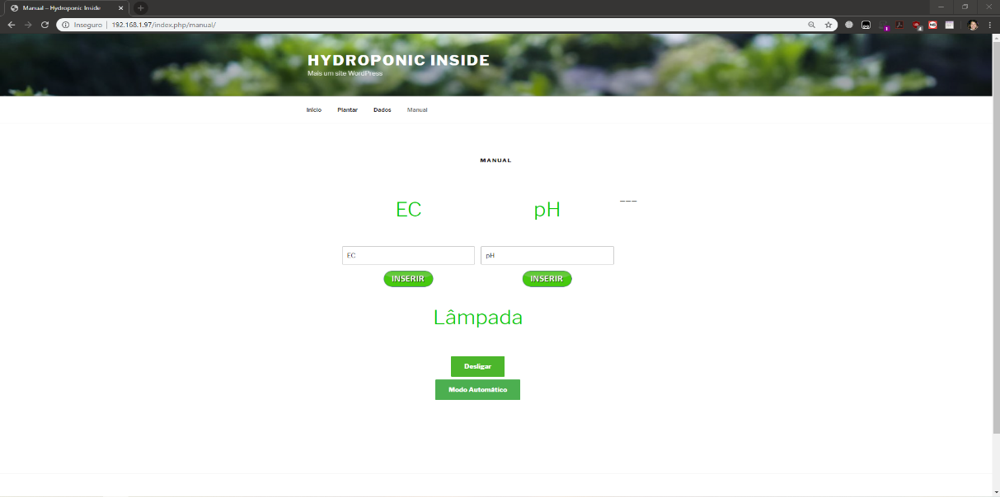 Manual – Hydroponic Inside
Inseguro | 192.168.1.97/index.php/manual/
HYDROPONIC INSIDE
Mais um site WordPress
Início Plantar Dados Manual
MANUAL
EC pH ___
EC pH
INSERIR INSERIR
Lâmpada
Desligar
Modo Automático